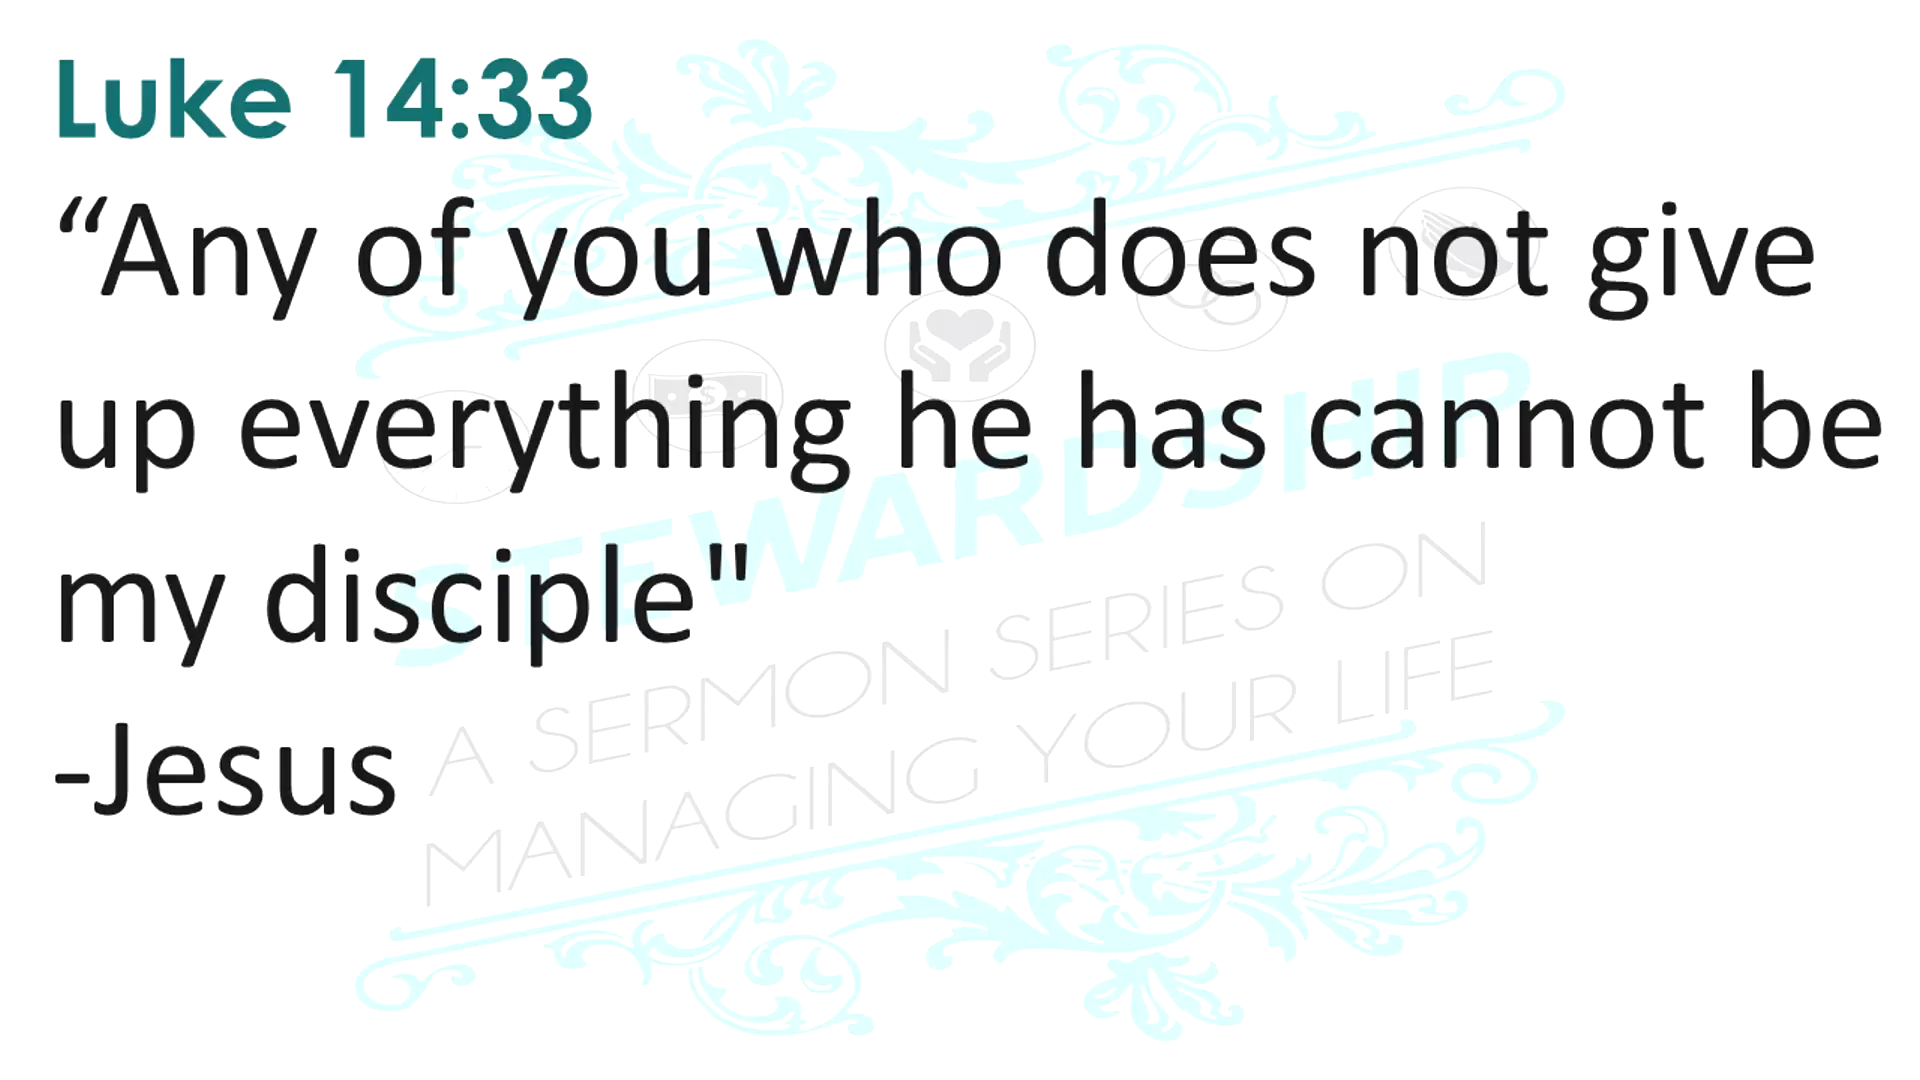 Luke 14:33
“Any of you who does not give
up everything he has cannot be
my disciple"
-Jesus
STEWARDSHIP
A SERMON SERIES ON
MANAGING YOUR LIFE